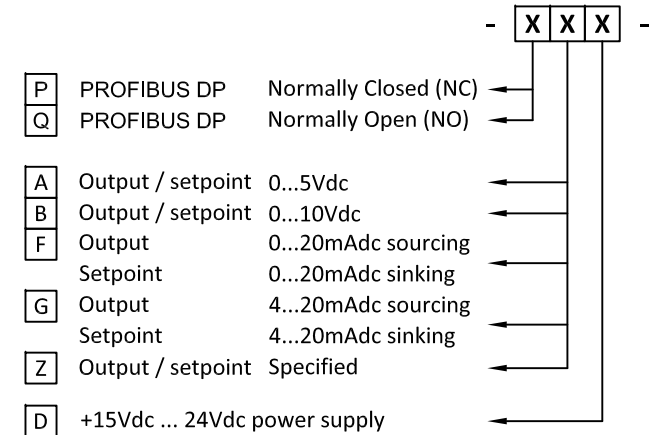 - X X X -
P PROFIBUS DP Normally Closed (NC)
Q PROFIBUS DP Normally Open (NO)
A Output / setpoint 0...5Vdc
B Output / setpoint 0...10Vdc
F Output 0...20mAdc sourcing
Setpoint 0...20mAdc sinking
G Output 4...20mAdc sourcing
Setpoint 4...20mAdc sinking
Z Output / setpoint Specified
D +15Vdc ... 24Vdc power supply